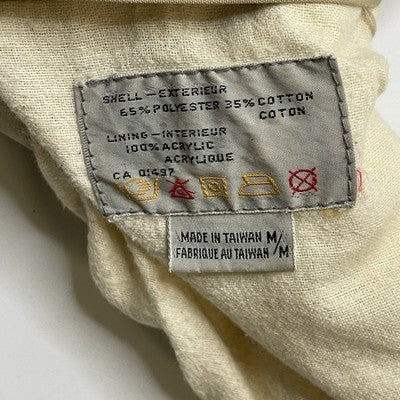 SHELL-EXTERIEUR
65% POLYESTER 35% COTTON
COTON
LINING-INTERIEUR
100% ACRYLIC
ACRYLIQUE
CA 01497
MADE IN TAIWAN M/M
FABRIQUE AU TAIWAN